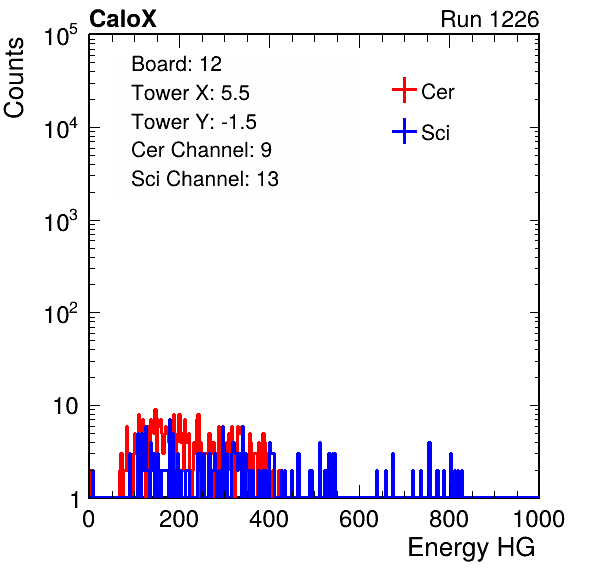 CaloX Run 1226
Counts
Board: 12
Tower X: 5.5
Tower Y: -1.5
Cer Channel: 9
Sci Channel: 13
Cer
Sci
10^5
10^4
10^3
10^2
10
1
0 200 400 600 800 1000
Energy HG